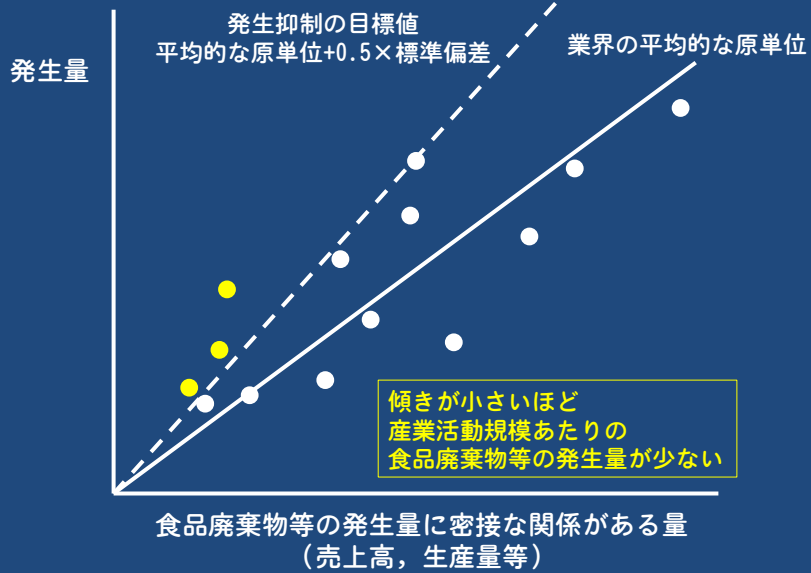 発生抑制の目標値
平均的な原単位+0.5×標準偏差
業界の平均的な原単位
発生量
傾きが小さいほど
産業活動規模あたりの
食品廃棄物等の発生量が少ない
食品廃棄物等の発生量に密接な関係がある量
（売上高，生産量等）